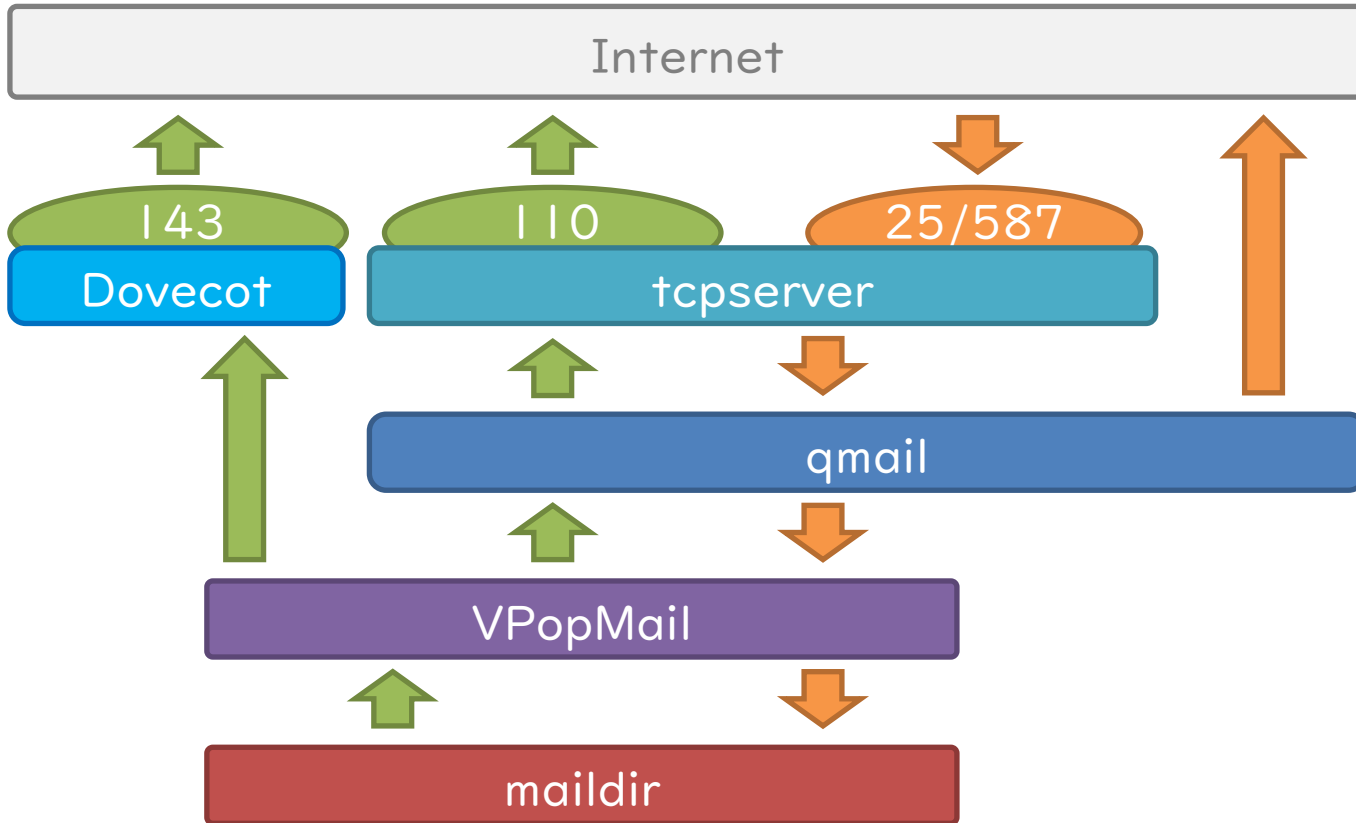 Internet
143
110
25/587
Dovecot
tcpserver
qmail
VPopMail
maildir